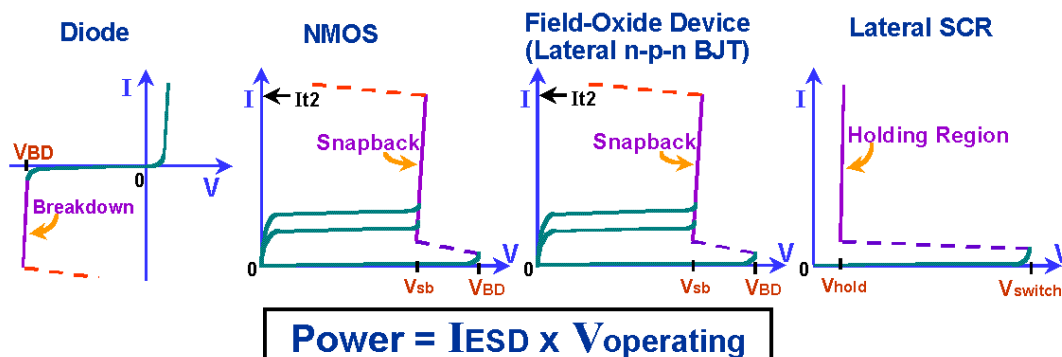 Diode
NMOS
Field-Oxide Device
(Lateral n-p-n BJT)
Lateral SCR
I
VBD
0
V
Breakdown
I
It2
Snapback
0
V
Vsb
VBD
I
It2
Snapback
0
V
Vsb
VBD
I
Holding Region
0
V
Vhold
Vswitch
Power = IESD x Voperating